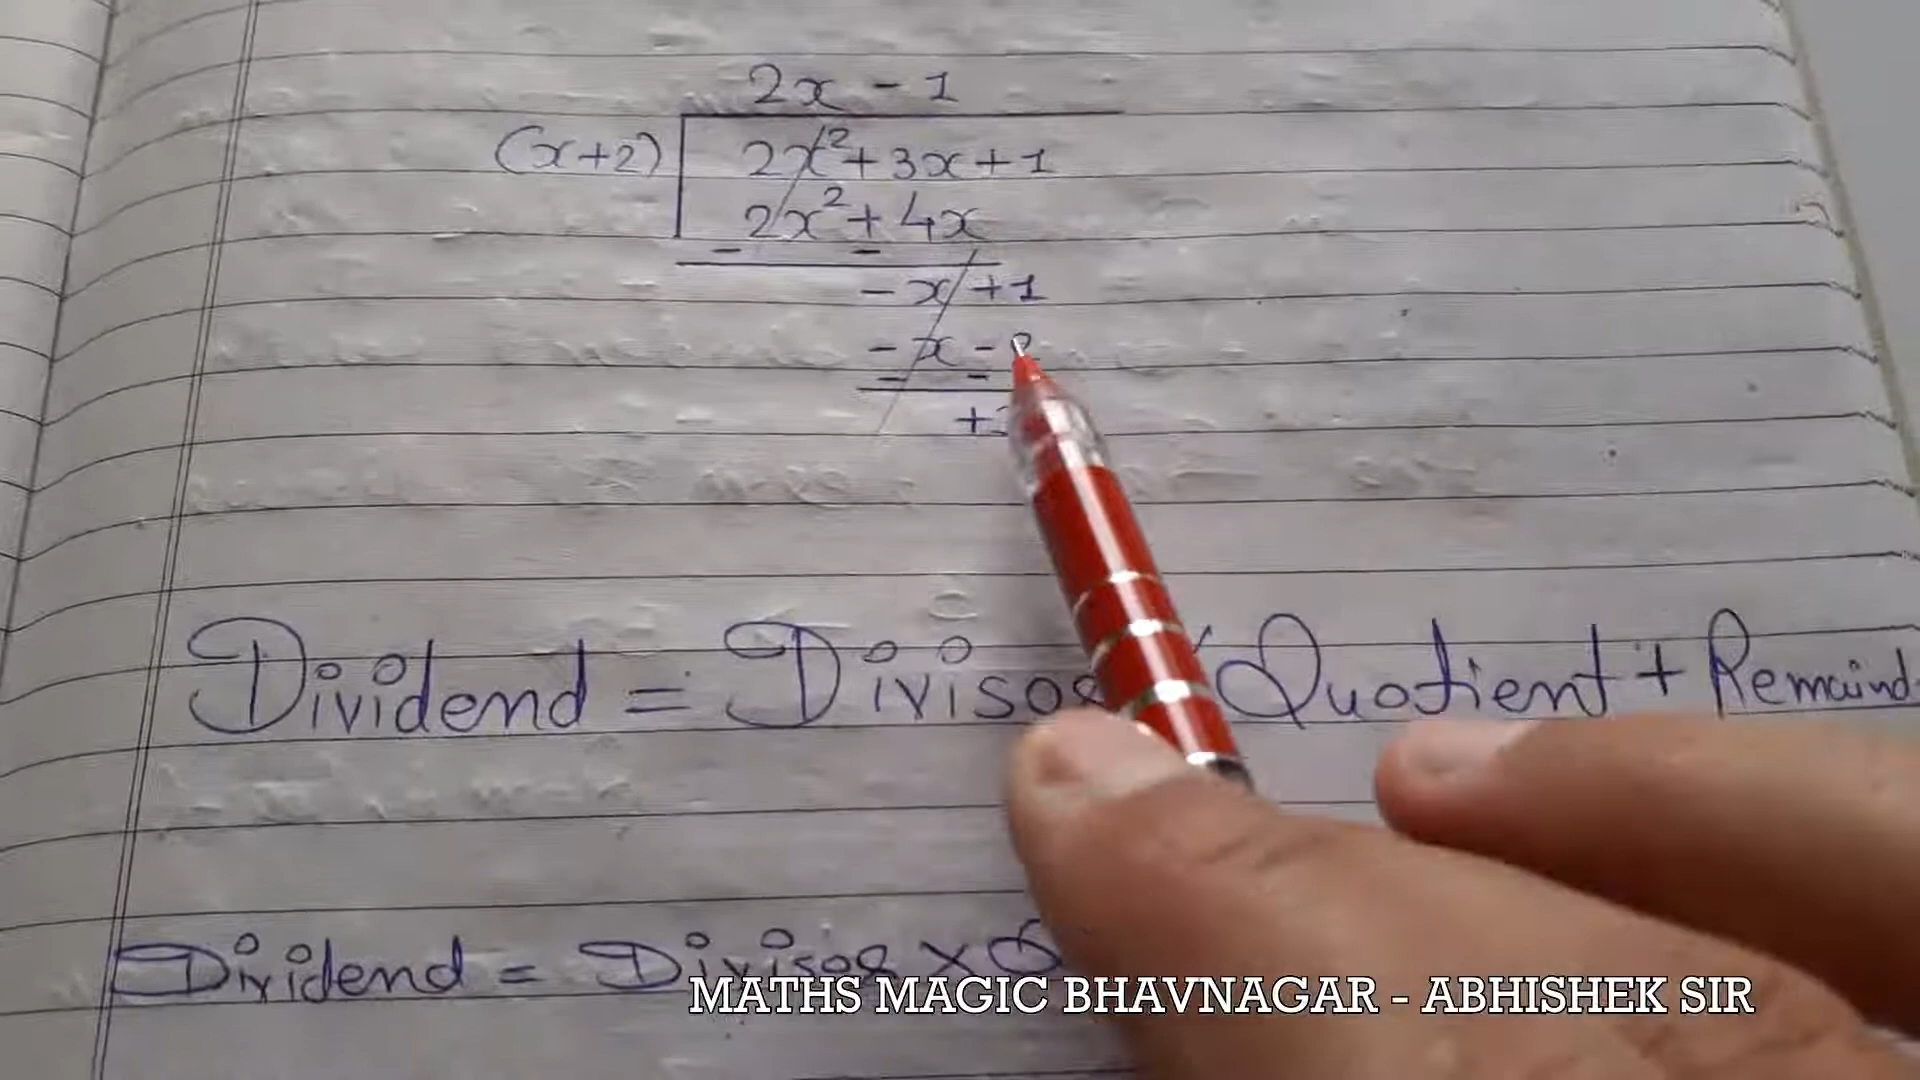 2x - 1
(x+2) 2x²+3x+1
2x²+4x
- -
-x+1
-x-2
- -
+
Dividend = Divisor Quotient + Remaind
Dividend = Divisor ×
MATHS MAGIC BHAVNAGAR - ABHISHEK SIR